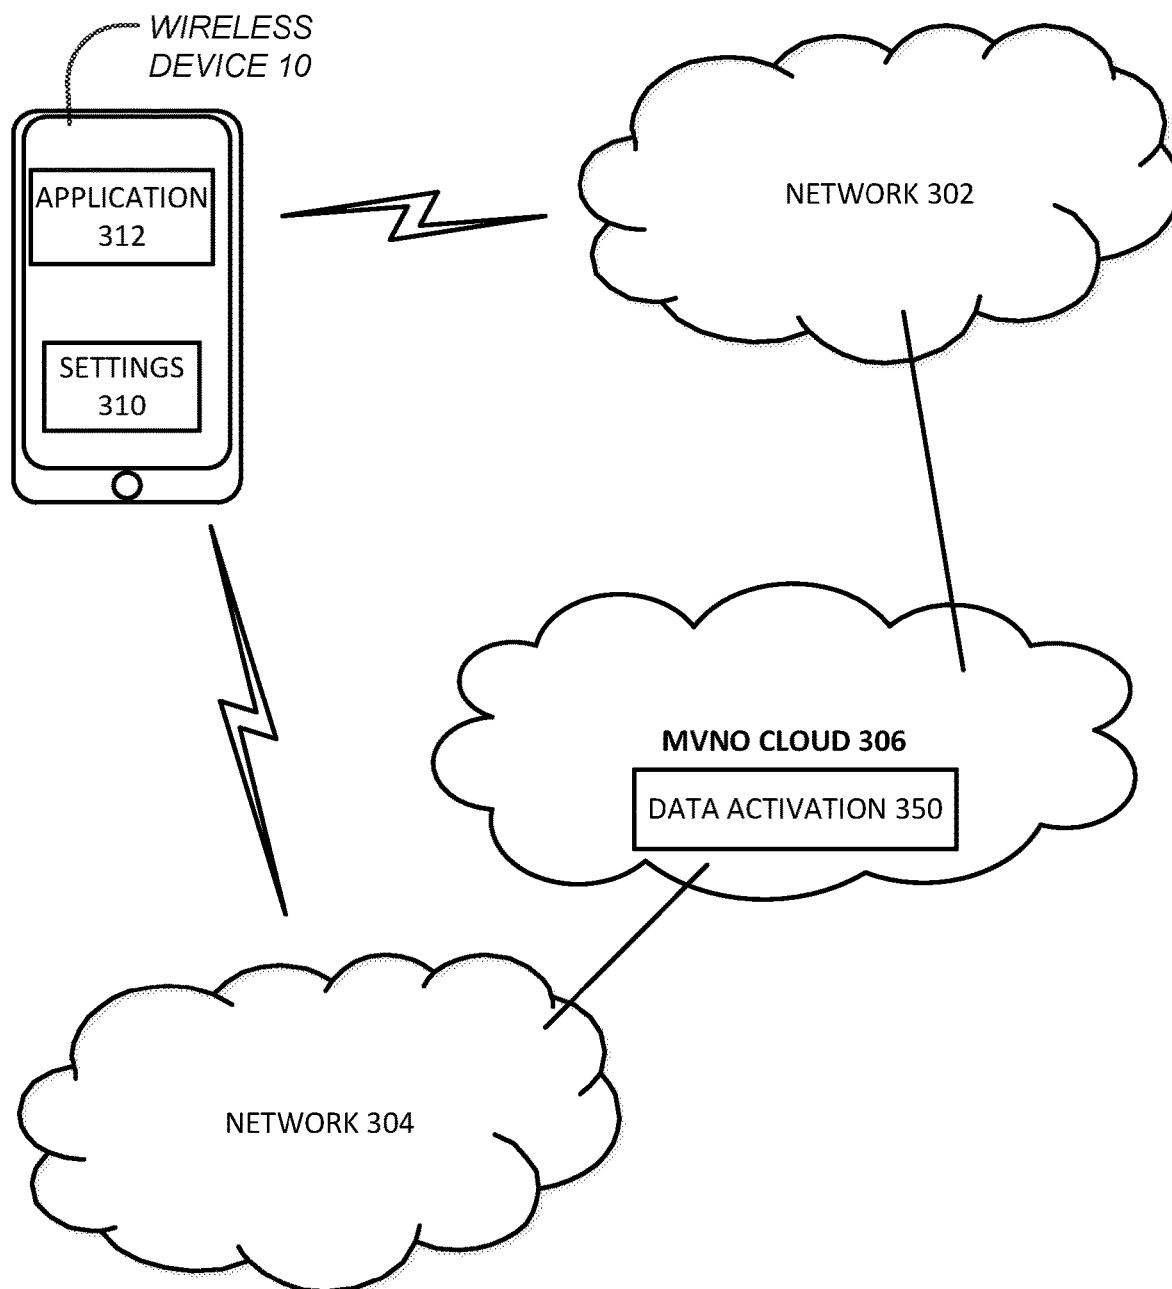 WIRELESS
DEVICE 10
APPLICATION
312
NETWORK 302
SETTINGS
310
MVNO CLOUD 306
DATA ACTIVATION 350
NETWORK 304